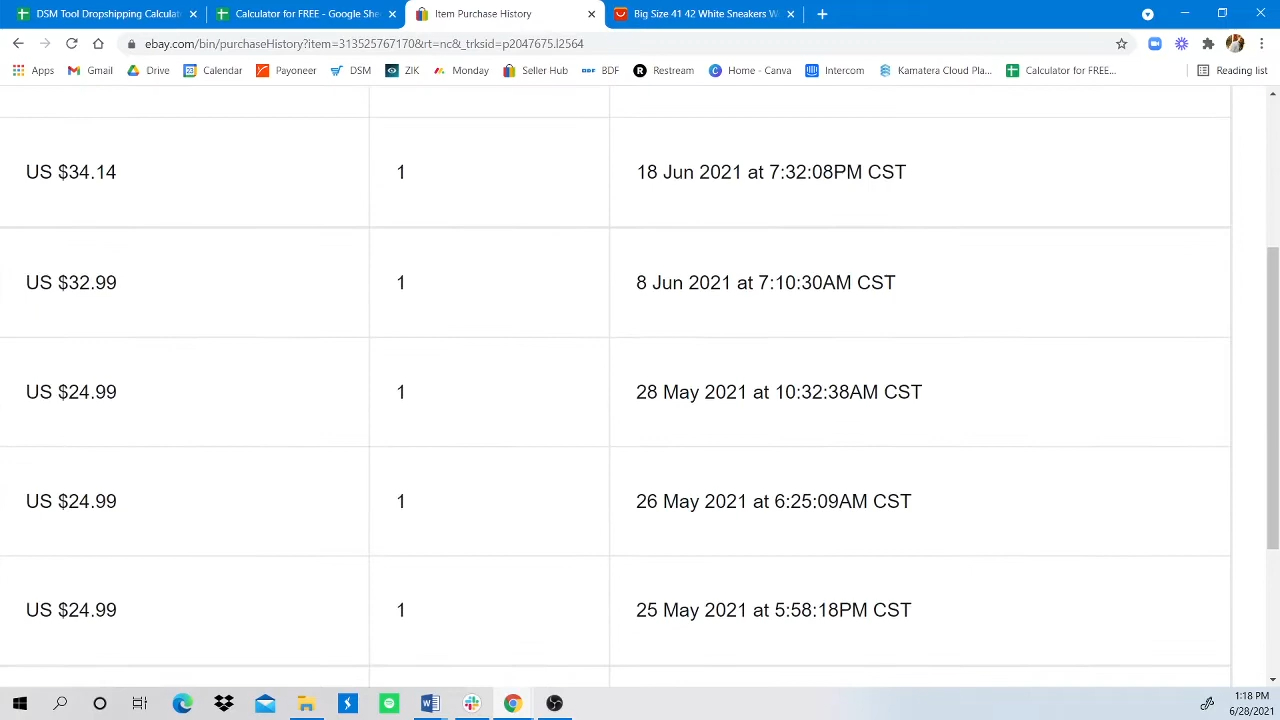 DSM Tool Dropshipping Calculat
Calculator for FREE - Google She
Item Purchase History
Big Size 41 42 White Sneakers W
ebay.com/bin/purchaseHistory?item=313525767170&rt=nc&_trksid=p2047675.l2564
Apps
Gmail
Drive
Calendar
Payoneer
DSM
ZIK
Monday
Seller Hub
BDF
Restream
Home - Canva
Intercom
Kamatera Cloud Pla...
Calculator for FREE...
Reading list
US $34.14 1 18 Jun 2021 at 7:32:08PM CST
US $32.99 1 8 Jun 2021 at 7:10:30AM CST
US $24.99 1 28 May 2021 at 10:32:38AM CST
US $24.99 1 26 May 2021 at 6:25:09AM CST
US $24.99 1 25 May 2021 at 5:58:18PM CST
1:18 PM
6/28/2021